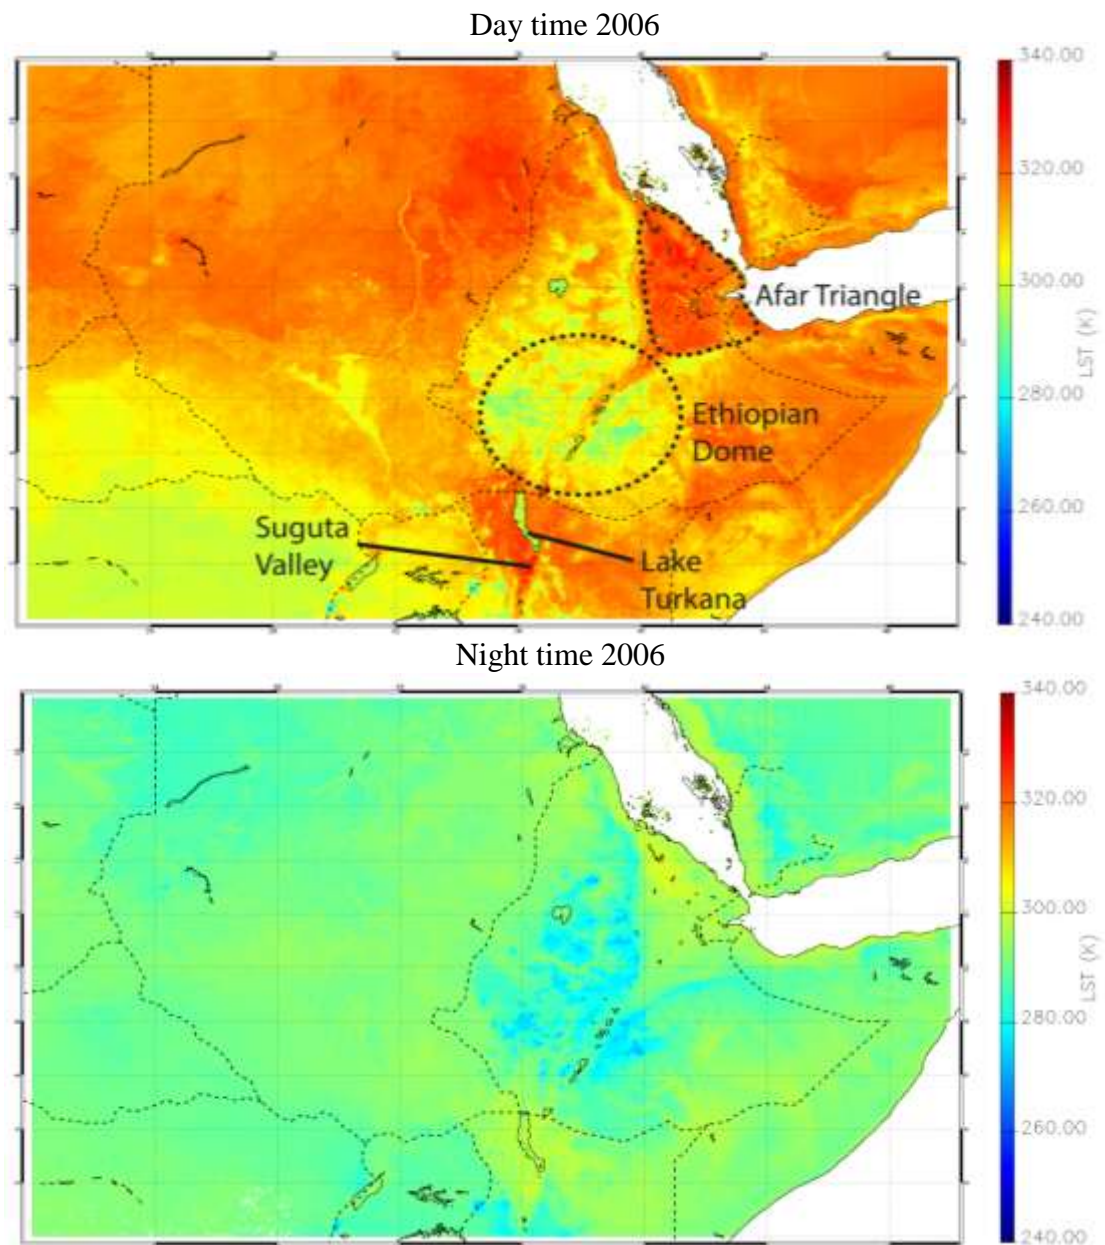 Day time 2006
340.00
320.00
300.00
280.00
260.00
240.00
LST (K)
Afar Triangle
Ethiopian
Dome
Suguta
Valley
Lake
Turkana
Night time 2006
340.00
320.00
300.00
280.00
260.00
240.00
LST (K)